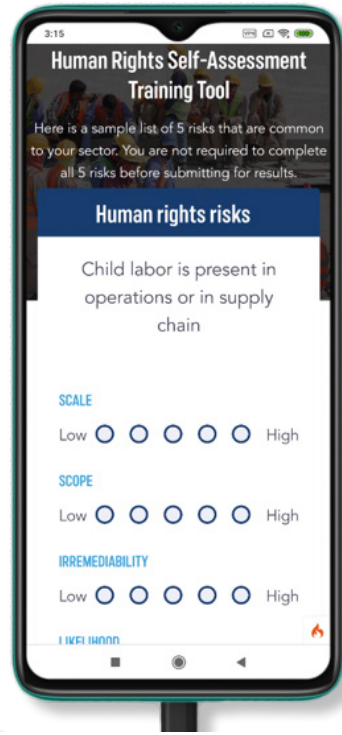 3:15
Human Rights Self-Assessment
Training Tool
Here is a sample list of 5 risks that are common
to your sector. You are not required to complete
all 5 risks before submitting for results.
Human rights risks
Child labor is present in
operations or in supply
chain
SCALE
Low High
SCOPE
Low High
IRREMEDIABILITY
Low High
LIKELIHOOD